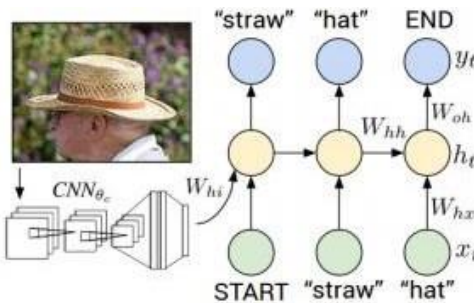 "straw" "hat" END
y_t
W_oh
W_hh
h_t
CNN_θc
W_hi
W_hx
x_t
START "straw" "hat"